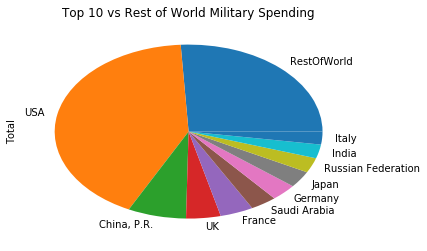 Top 10 vs Rest of World Military Spending
RestOfWorld
USA
Total
Italy
India
Russian Federation
Japan
Germany
Saudi Arabia
France
UK
China, P.R.